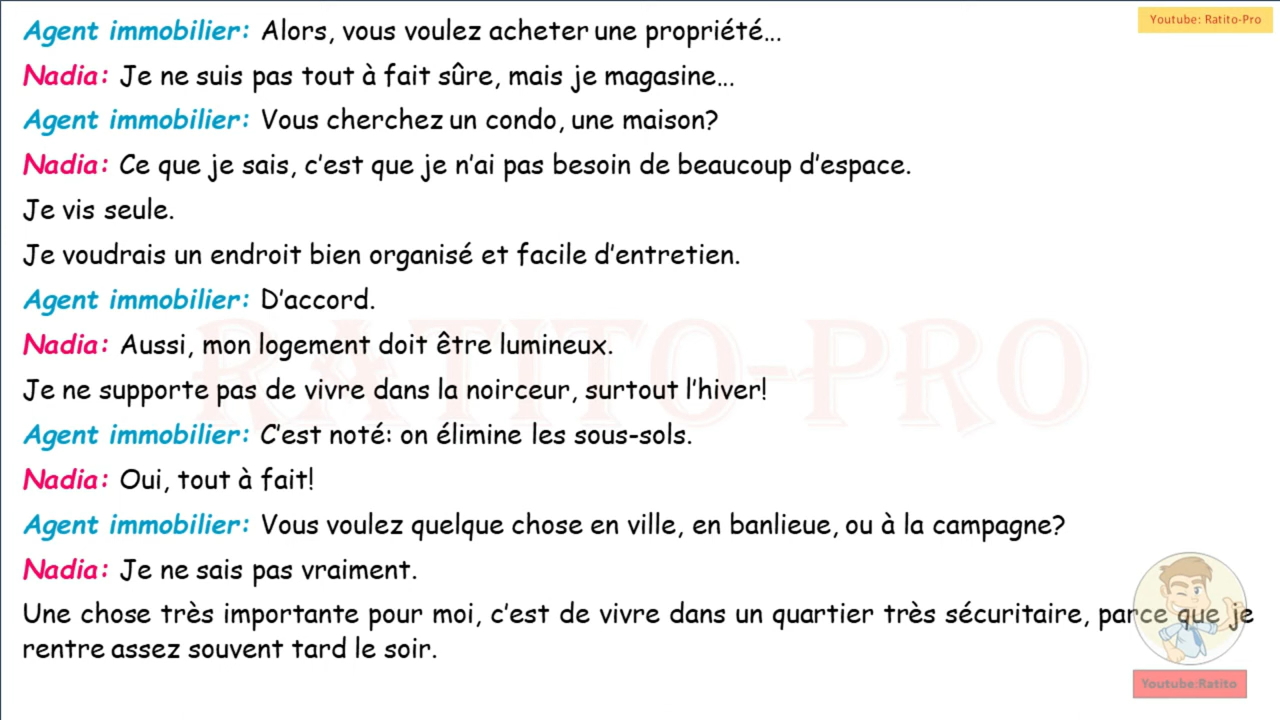 Youtube: Ratito-Pro
Agent immobilier: Alors, vous voulez acheter une propriété...
Nadia: Je ne suis pas tout à fait sûre, mais je magasine...
Agent immobilier: Vous cherchez un condo, une maison?
Nadia: Ce que je sais, c'est que je n'ai pas besoin de beaucoup d'espace.
Je vis seule.
Je voudrais un endroit bien organisé et facile d'entretien.
Agent immobilier: D'accord.
Nadia: Aussi, mon logement doit être lumineux.
RATITO-PRO
Je ne supporte pas de vivre dans la noirceur, surtout l'hiver!
Agent immobilier: C'est noté: on élimine les sous-sols.
Nadia: Oui, tout à fait!
Agent immobilier: Vous voulez quelque chose en ville, en banlieue, ou à la campagne?
Nadia: Je ne sais pas vraiment.
Une chose très importante pour moi, c'est de vivre dans un quartier très sécuritaire, parce que je
rentre assez souvent tard le soir.
Youtube:Ratito